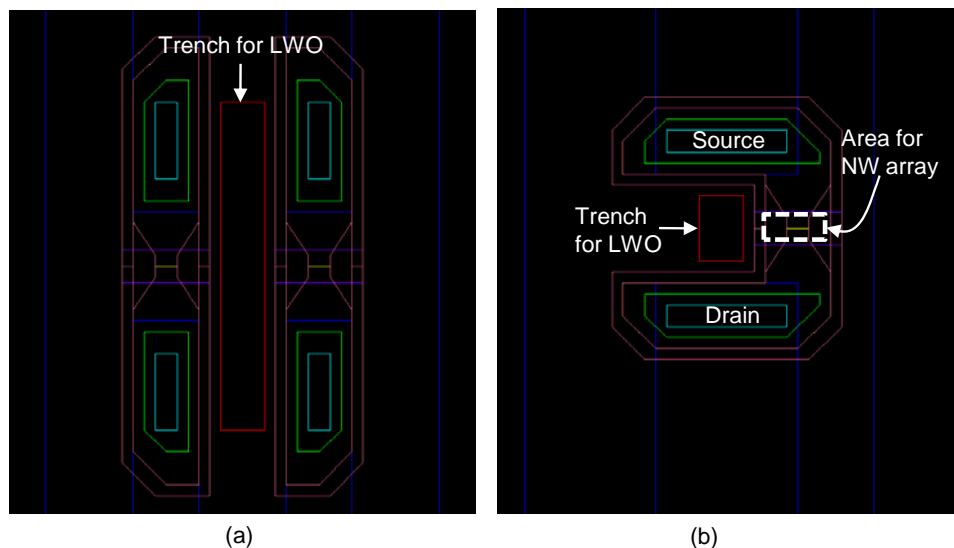 Trench for LWO
Source
Area for
NW array
Trench
for LWO
Drain
(a)
(b)